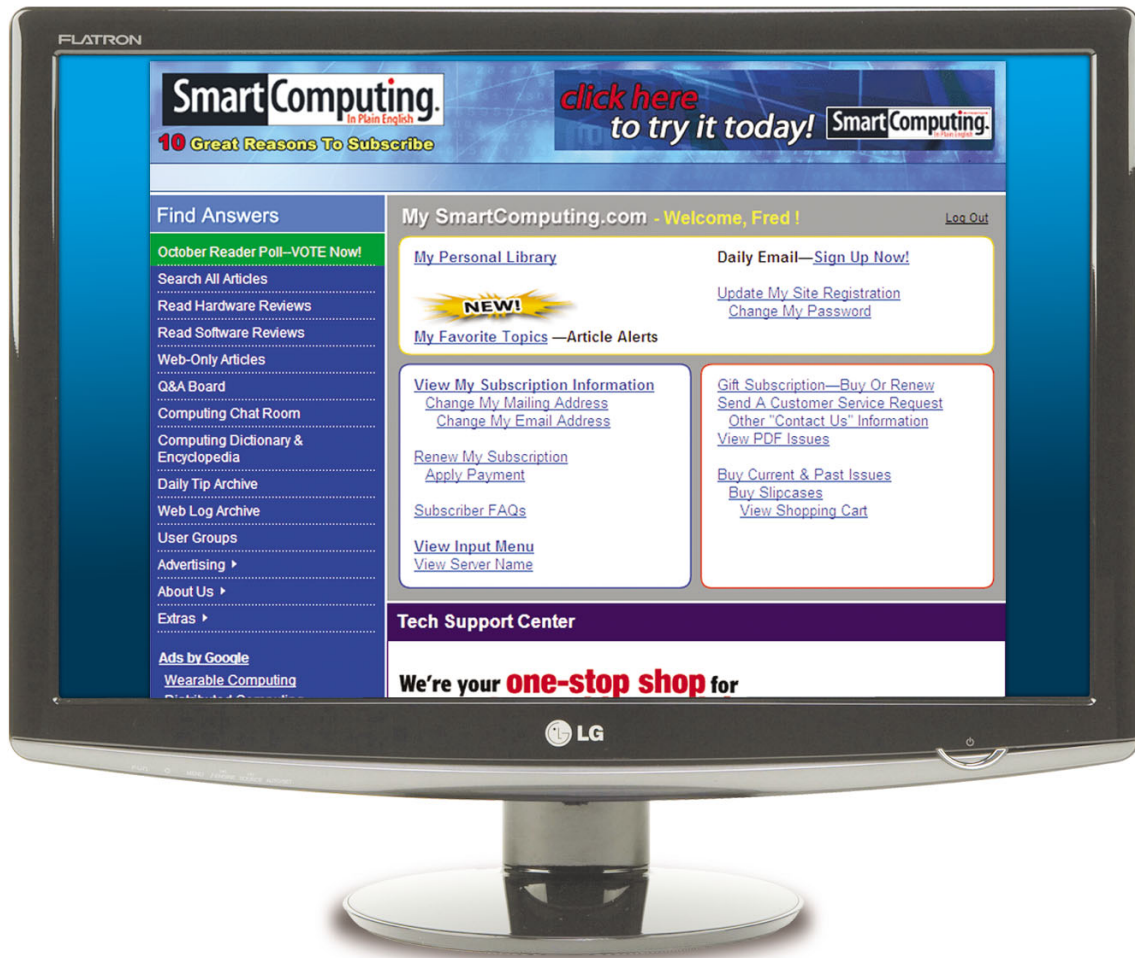 FLATRON
Smart Computing.
In Plain English
10 Great Reasons To Subscribe
click here
to try it today!
Smart Computing.
In Plain English
Find Answers
October Reader Poll--VOTE Now!
Search All Articles
Read Hardware Reviews
Read Software Reviews
Web-Only Articles
Q&A Board
Computing Chat Room
Computing Dictionary &
Encyclopedia
Daily Tip Archive
Web Log Archive
User Groups
Advertising
About Us
Extras
Ads by Google
Wearable Computing
Distributed Computing
My SmartComputing.com - Welcome, Fred !
Log Out
My Personal Library
NEW!
My Favorite Topics —Article Alerts
Daily Email—Sign Up Now!
Update My Site Registration
Change My Password
View My Subscription Information
Change My Mailing Address
Change My Email Address
Renew My Subscription
Apply Payment
Subscriber FAQs
View Input Menu
View Server Name
Gift Subscription—Buy Or Renew
Send A Customer Service Request
Other "Contact Us" Information
View PDF Issues
Buy Current & Past Issues
Buy Slipcases
View Shopping Cart
Tech Support Center
We're your one-stop shop for
LG